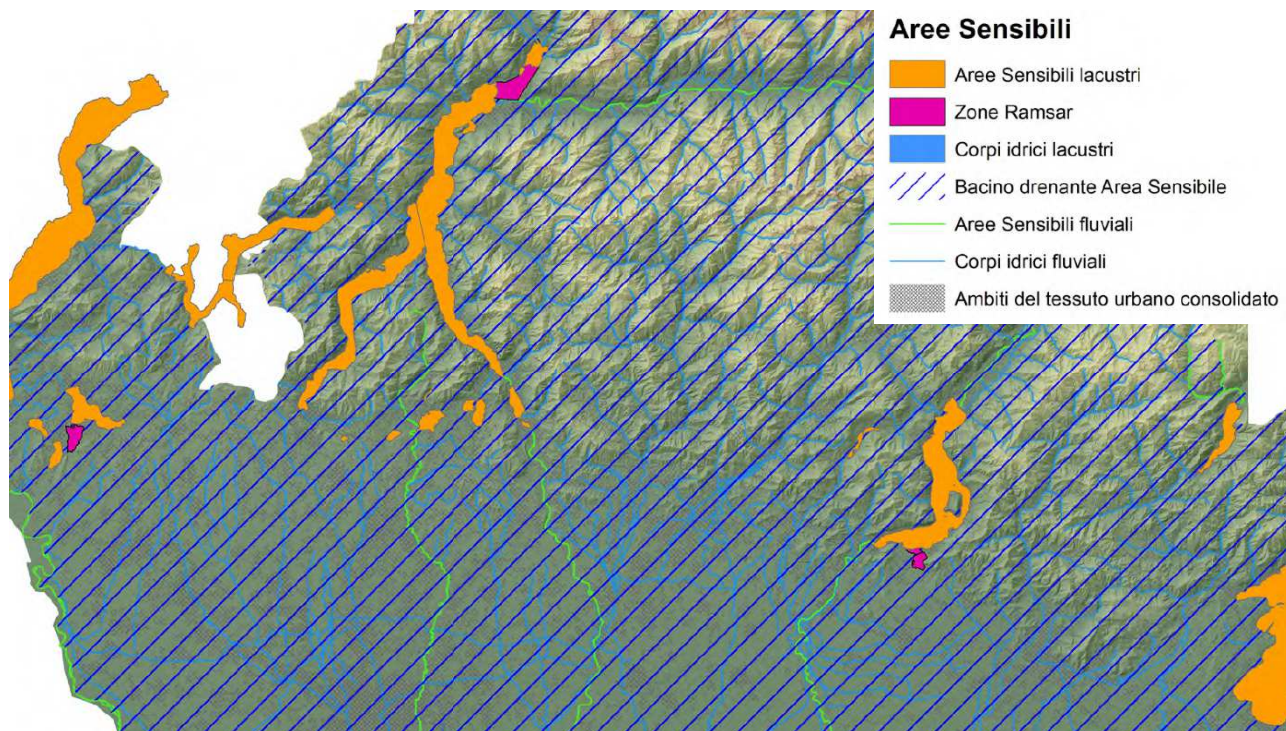 Aree Sensibili
Aree Sensibili lacustri
Zone Ramsar
Corpi idrici lacustri
Bacino drenante Area Sensibile
Aree Sensibili fluviali
Corpi idrici fluviali
Ambiti del tessuto urbano consolidato